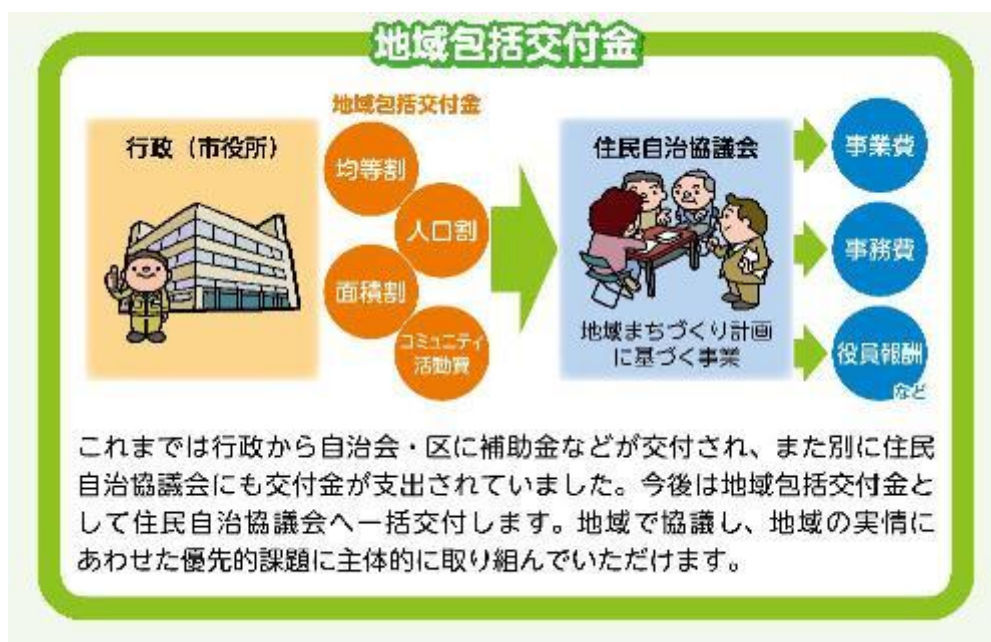 地域包括交付金
地域包括交付金
行政（市役所）
均等割
人口割
面積割
コミュニティ
活動費
住民自治協議会
地域まちづくり計画
に基づく事業
事業費
事務費
役員報酬
など
これまでは行政から自治会・区に補助金などが交付され、また別に住民
自治協議会にも交付金が支出されていました。今後は地域包括交付金と
して住民自治協議会へ一括交付します。地域で協議し、地域の実情に
あわせた優先的課題に主体的に取り組んでいただけます。